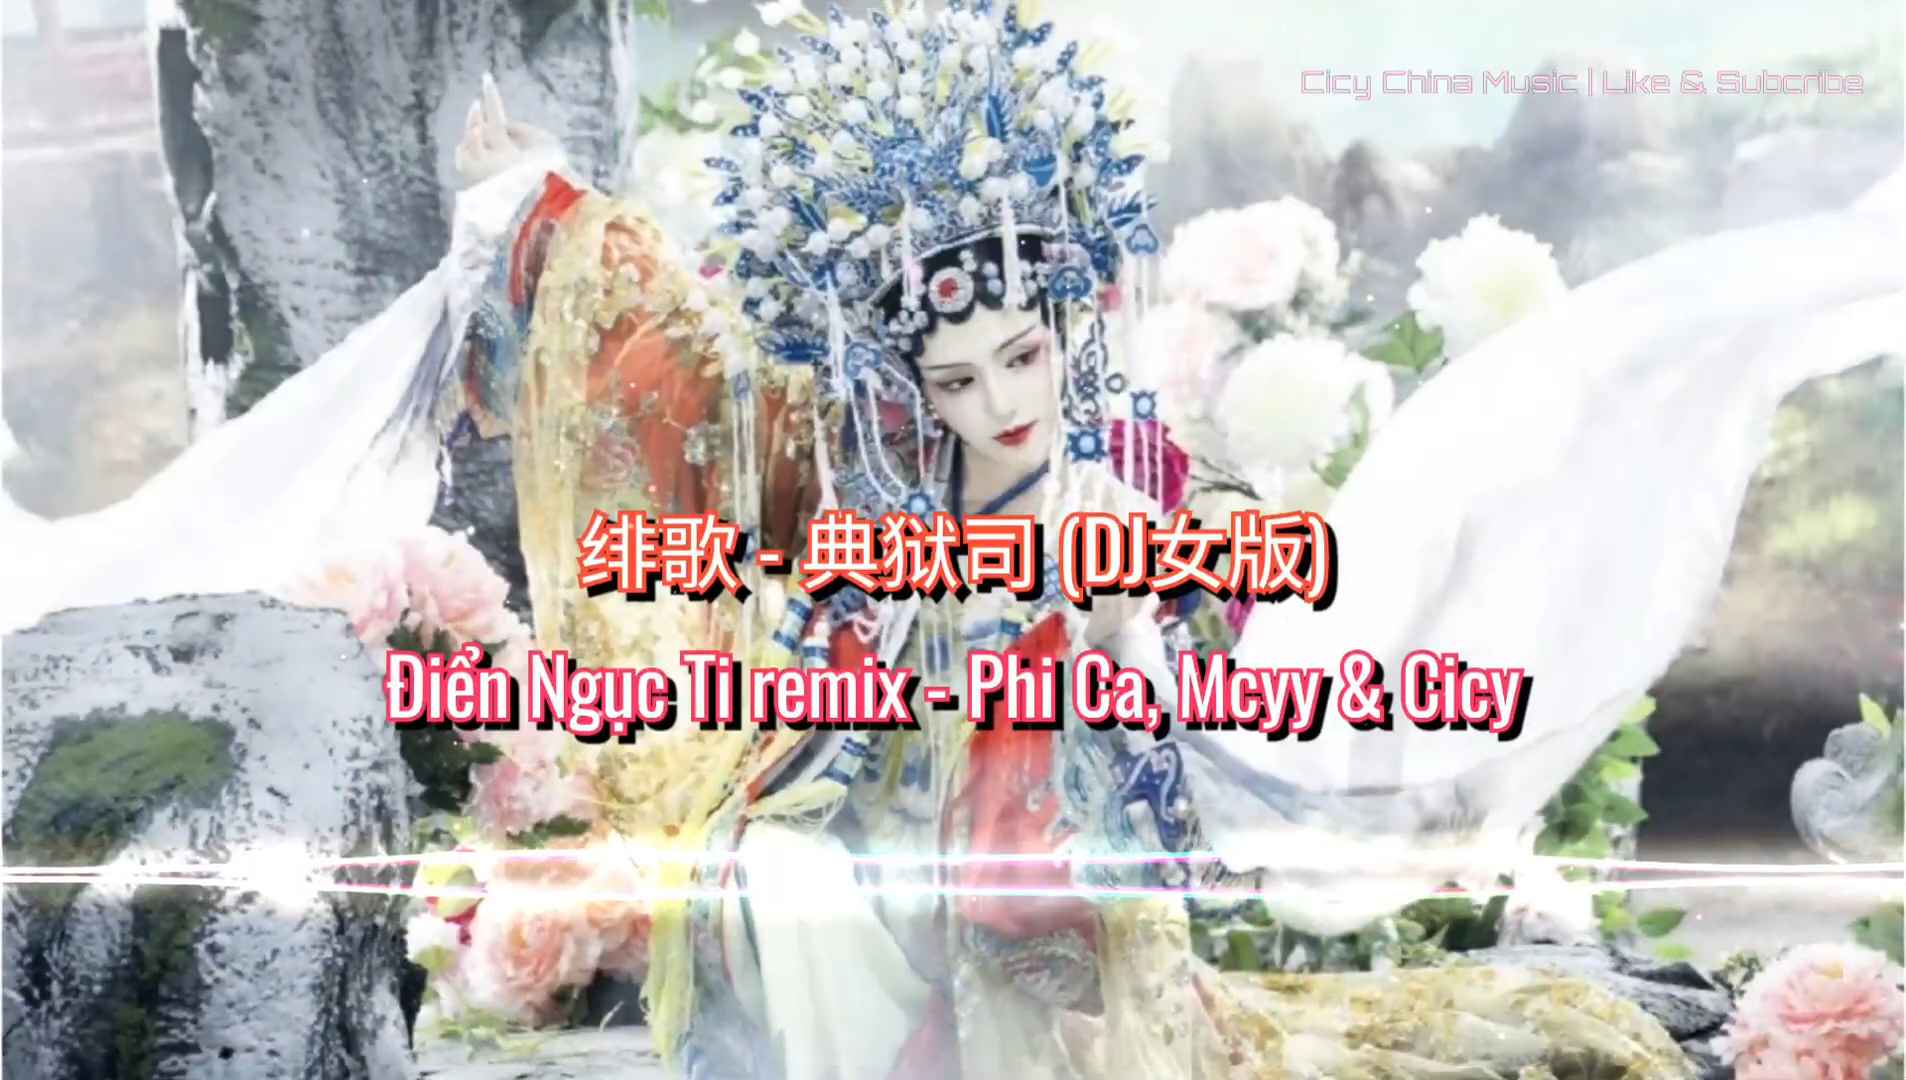 Cicy China Music | Like & Subcribe
绯歌 - 典狱司 (DJ女版)
Điển Ngục Ti remix - Phi Ca, Mcyy & Cicy